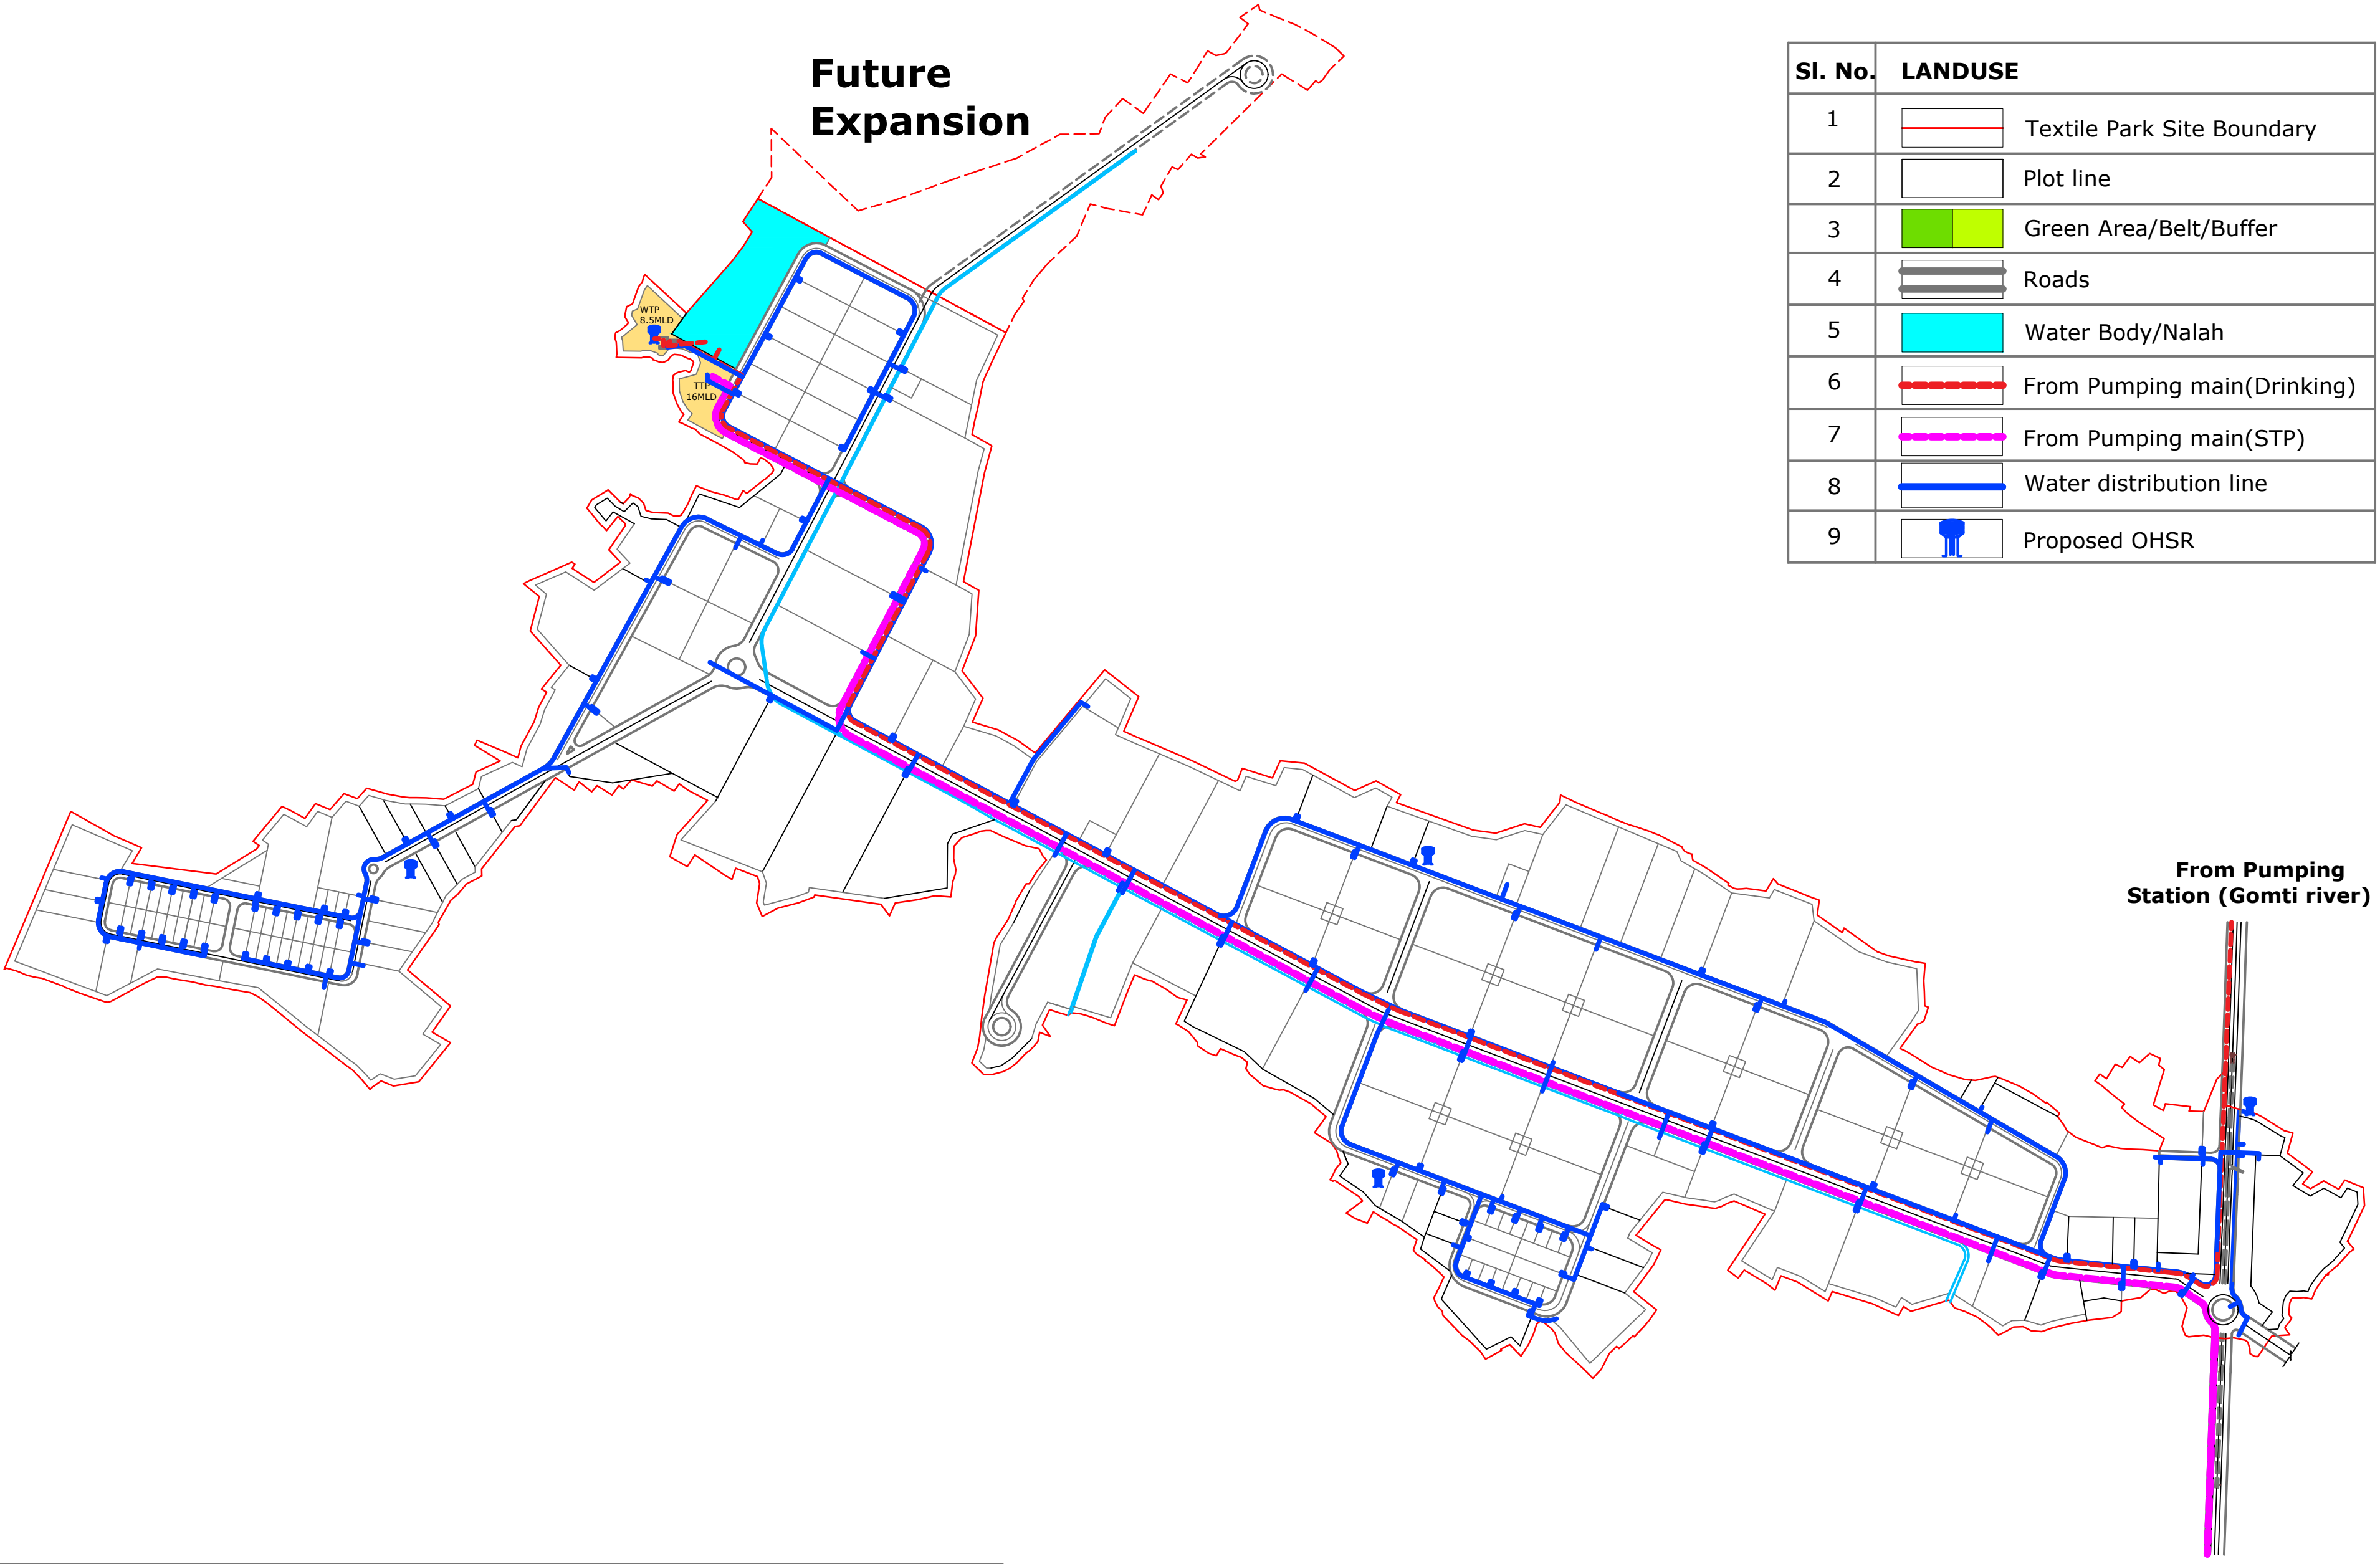 Future
Expansion
Sl. No. LANDUSE
1 Textile Park Site Boundary
2 Plot line
3 Green Area/Belt/Buffer
4 Roads
5 Water Body/Nalah
6 From Pumping main(Drinking)
7 From Pumping main(STP)
8 Water distribution line
9 Proposed OHSR
WTP
8.5MLD
TTP
16MLD
From Pumping
Station (Gomti river)